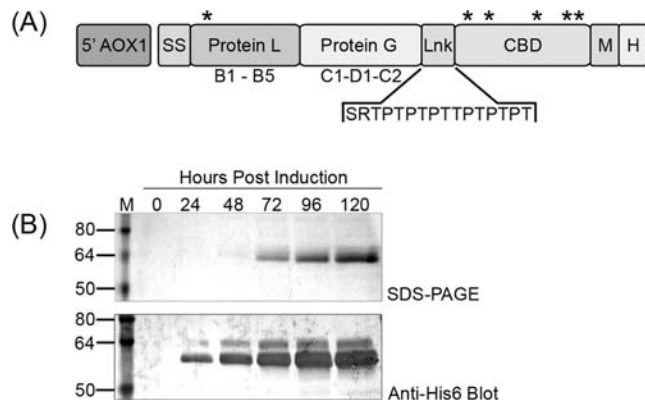 (A)
* * * * **
5' AOX1 SS Protein L Protein G Lnk CBD M H
B1 - B5 C1-D1-C2
SRTPTPTPTTPTPTPT
Hours Post Induction
(B) M 0 24 48 72 96 120
80
64
50
SDS-PAGE
80
64
50
Anti-His6 Blot